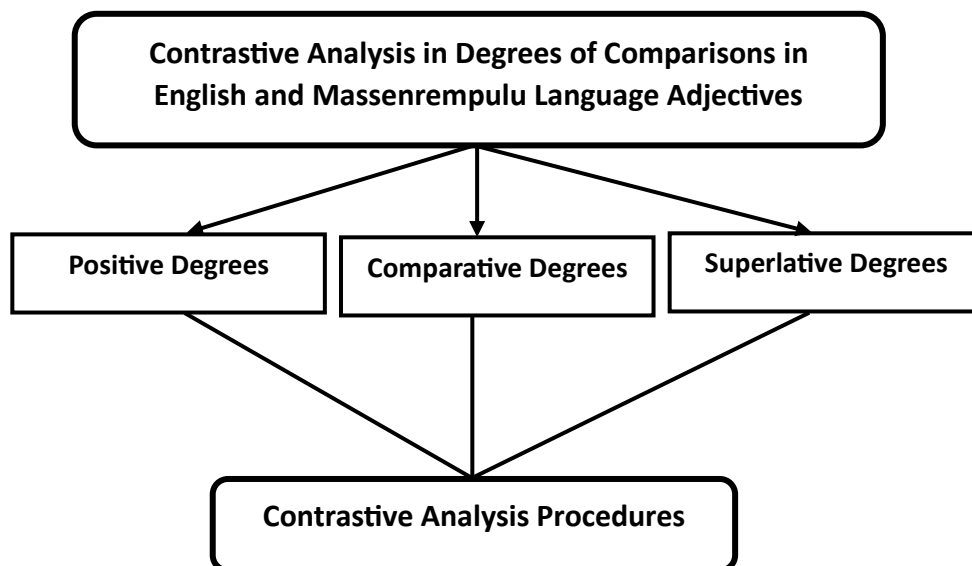 Contrastive Analysis in Degrees of Comparisons in
English and Massenrempulu Language Adjectives
Positive Degrees
Comparative Degrees
Superlative Degrees
Contrastive Analysis Procedures